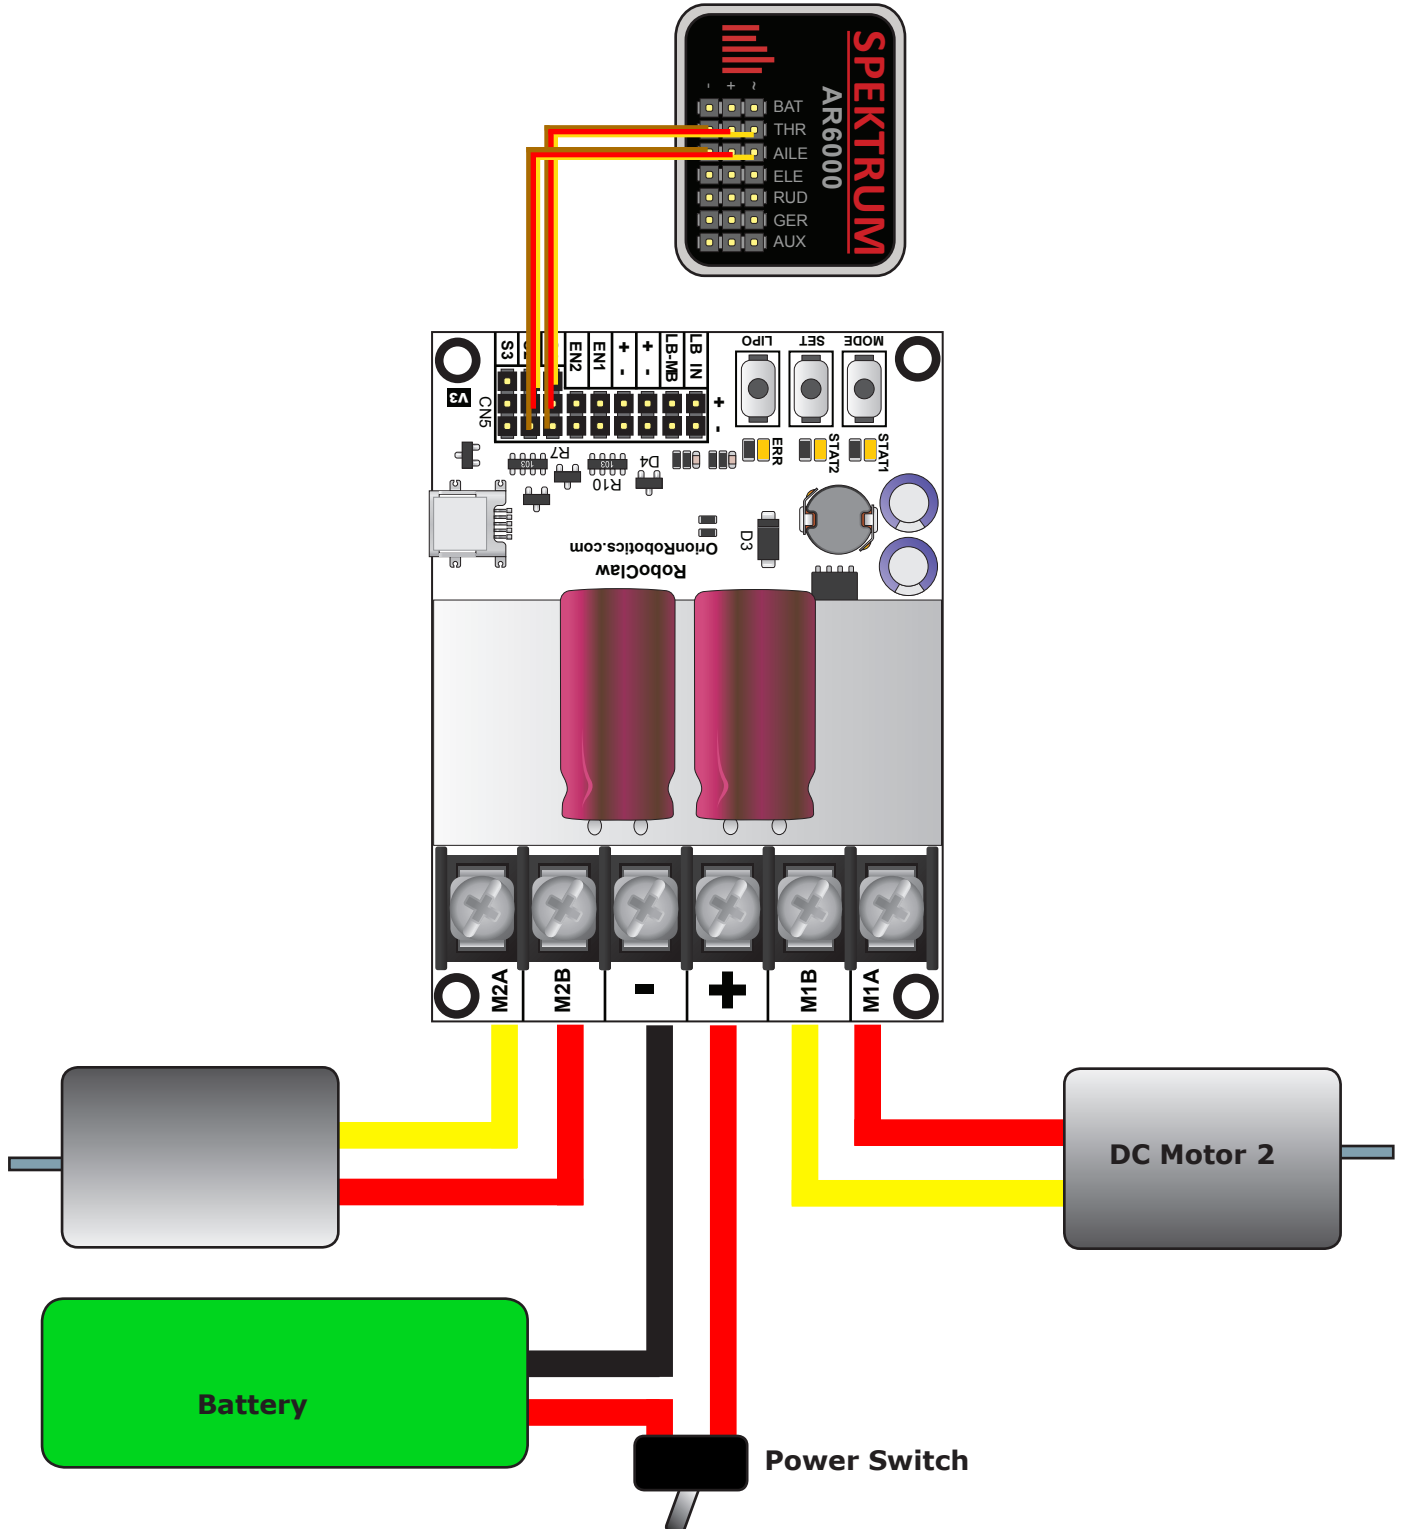 SPEKTRUM
AR6000
- + ~
BAT
THR
AILE
ELE
RUD
GER
AUX
S3
EN2
EN1
+ -
+ -
LB-MB
LB IN
LIPO
SET
MODE
V3
CN5
+
-
R7
103
103
R10
D4
ERR
STAT2
STAT1
D3
OrionRobotics.com
RoboClaw
M2A
M2B
-
+
M1B
M1A
DC Motor 2
Battery
Power Switch